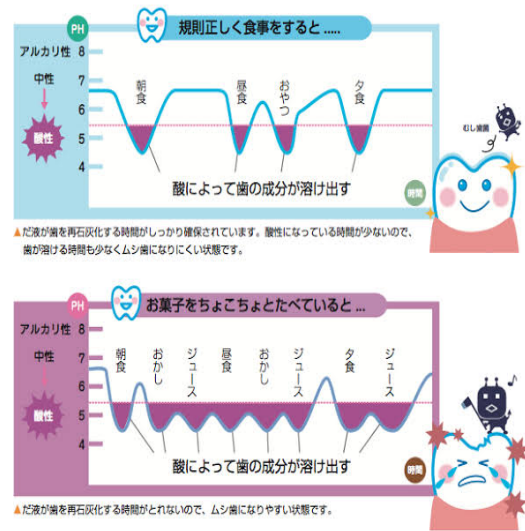 PH
規則正しく食事をすると.....
アルカリ性 8
中性
7
6
酸性
5
4
朝食
昼食
おやつ
夕食
むし歯菌
酸によって歯の成分が溶け出す
時間
▲だ液が歯を再石灰化する時間がしっかり確保されています。酸性になっている時間が少ないので、
歯が溶ける時間も少なくムシ歯になりにくい状態です。
PH
お菓子をちょこちょことたべていると...
アルカリ性 8
中性
7
6
酸性
5
4
朝食
おかし
ジュース
昼食
おかし
ジュース
夕食
ジュース
酸によって歯の成分が溶け出す
時間
▲だ液が歯を再石灰化する時間がとれないので、ムシ歯になりやすい状態です。